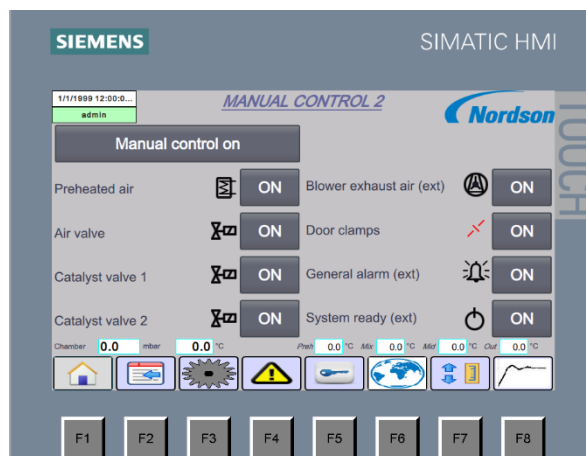 SIEMENS
SIMATIC HMI
TOUCH
1/1/1999 12:00:0...
admin
MANUAL CONTROL 2
Nordson
Manual control on
Preheated air
ON
Blower exhaust air (ext)
ON
Air valve
ON
Door clamps
ON
Catalyst valve 1
ON
General alarm (ext)
ON
Catalyst valve 2
ON
System ready (ext)
ON
Chamber 0.0 mbar 0.0 °C Preh 0.0 °C Mix 0.0 °C Mid 0.0 °C Out 0.0 °C
F1 F2 F3 F4 F5 F6 F7 F8